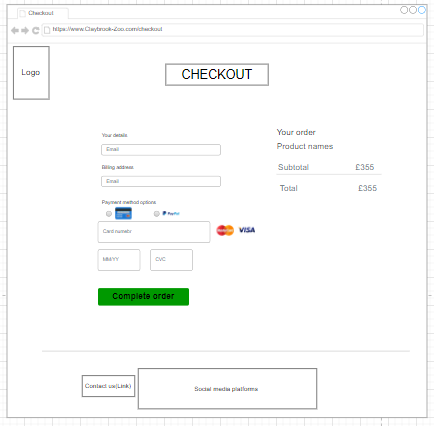 Checkout
https://www.Claybrook-Zoo.com/checkout
Logo
CHECKOUT
Your details
Email
Billing address
Email
Payment method options
PayPal
Card numebr
MasterCard
VISA
MM/YY
CVC
Complete order
Your order
Product names
Subtotal £355
Total £355
Contact us(Link)
Social media platforms